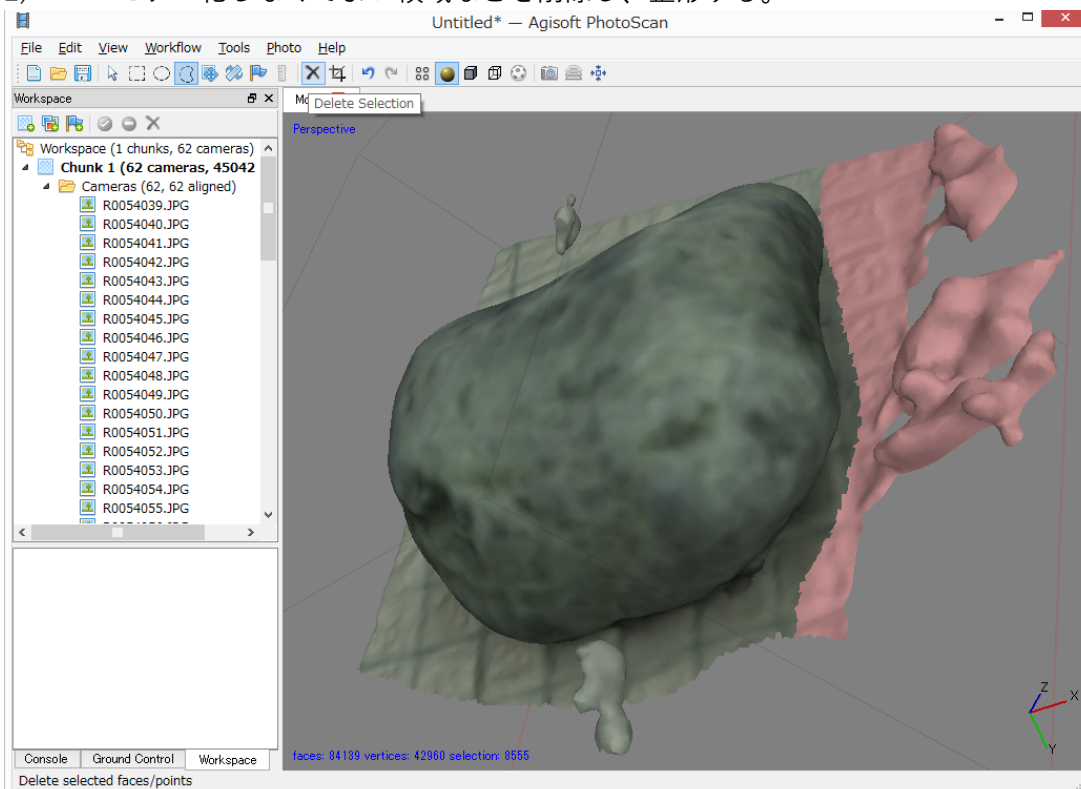 Untitled* — Agisoft PhotoScan
File Edit View Workflow Tools Photo Help
Workspace
Delete Selection
Perspective
Workspace (1 chunks, 62 cameras)
Chunk 1 (62 cameras, 45042
Cameras (62, 62 aligned)
R0054039.JPG
R0054040.JPG
R0054041.JPG
R0054042.JPG
R0054043.JPG
R0054044.JPG
R0054045.JPG
R0054046.JPG
R0054047.JPG
R0054048.JPG
R0054049.JPG
R0054050.JPG
R0054051.JPG
R0054052.JPG
R0054053.JPG
R0054054.JPG
R0054055.JPG
Z
X
Y
faces: 84139 vertices: 42960 selection: 8555
Console Ground Control Workspace
Delete selected faces/points